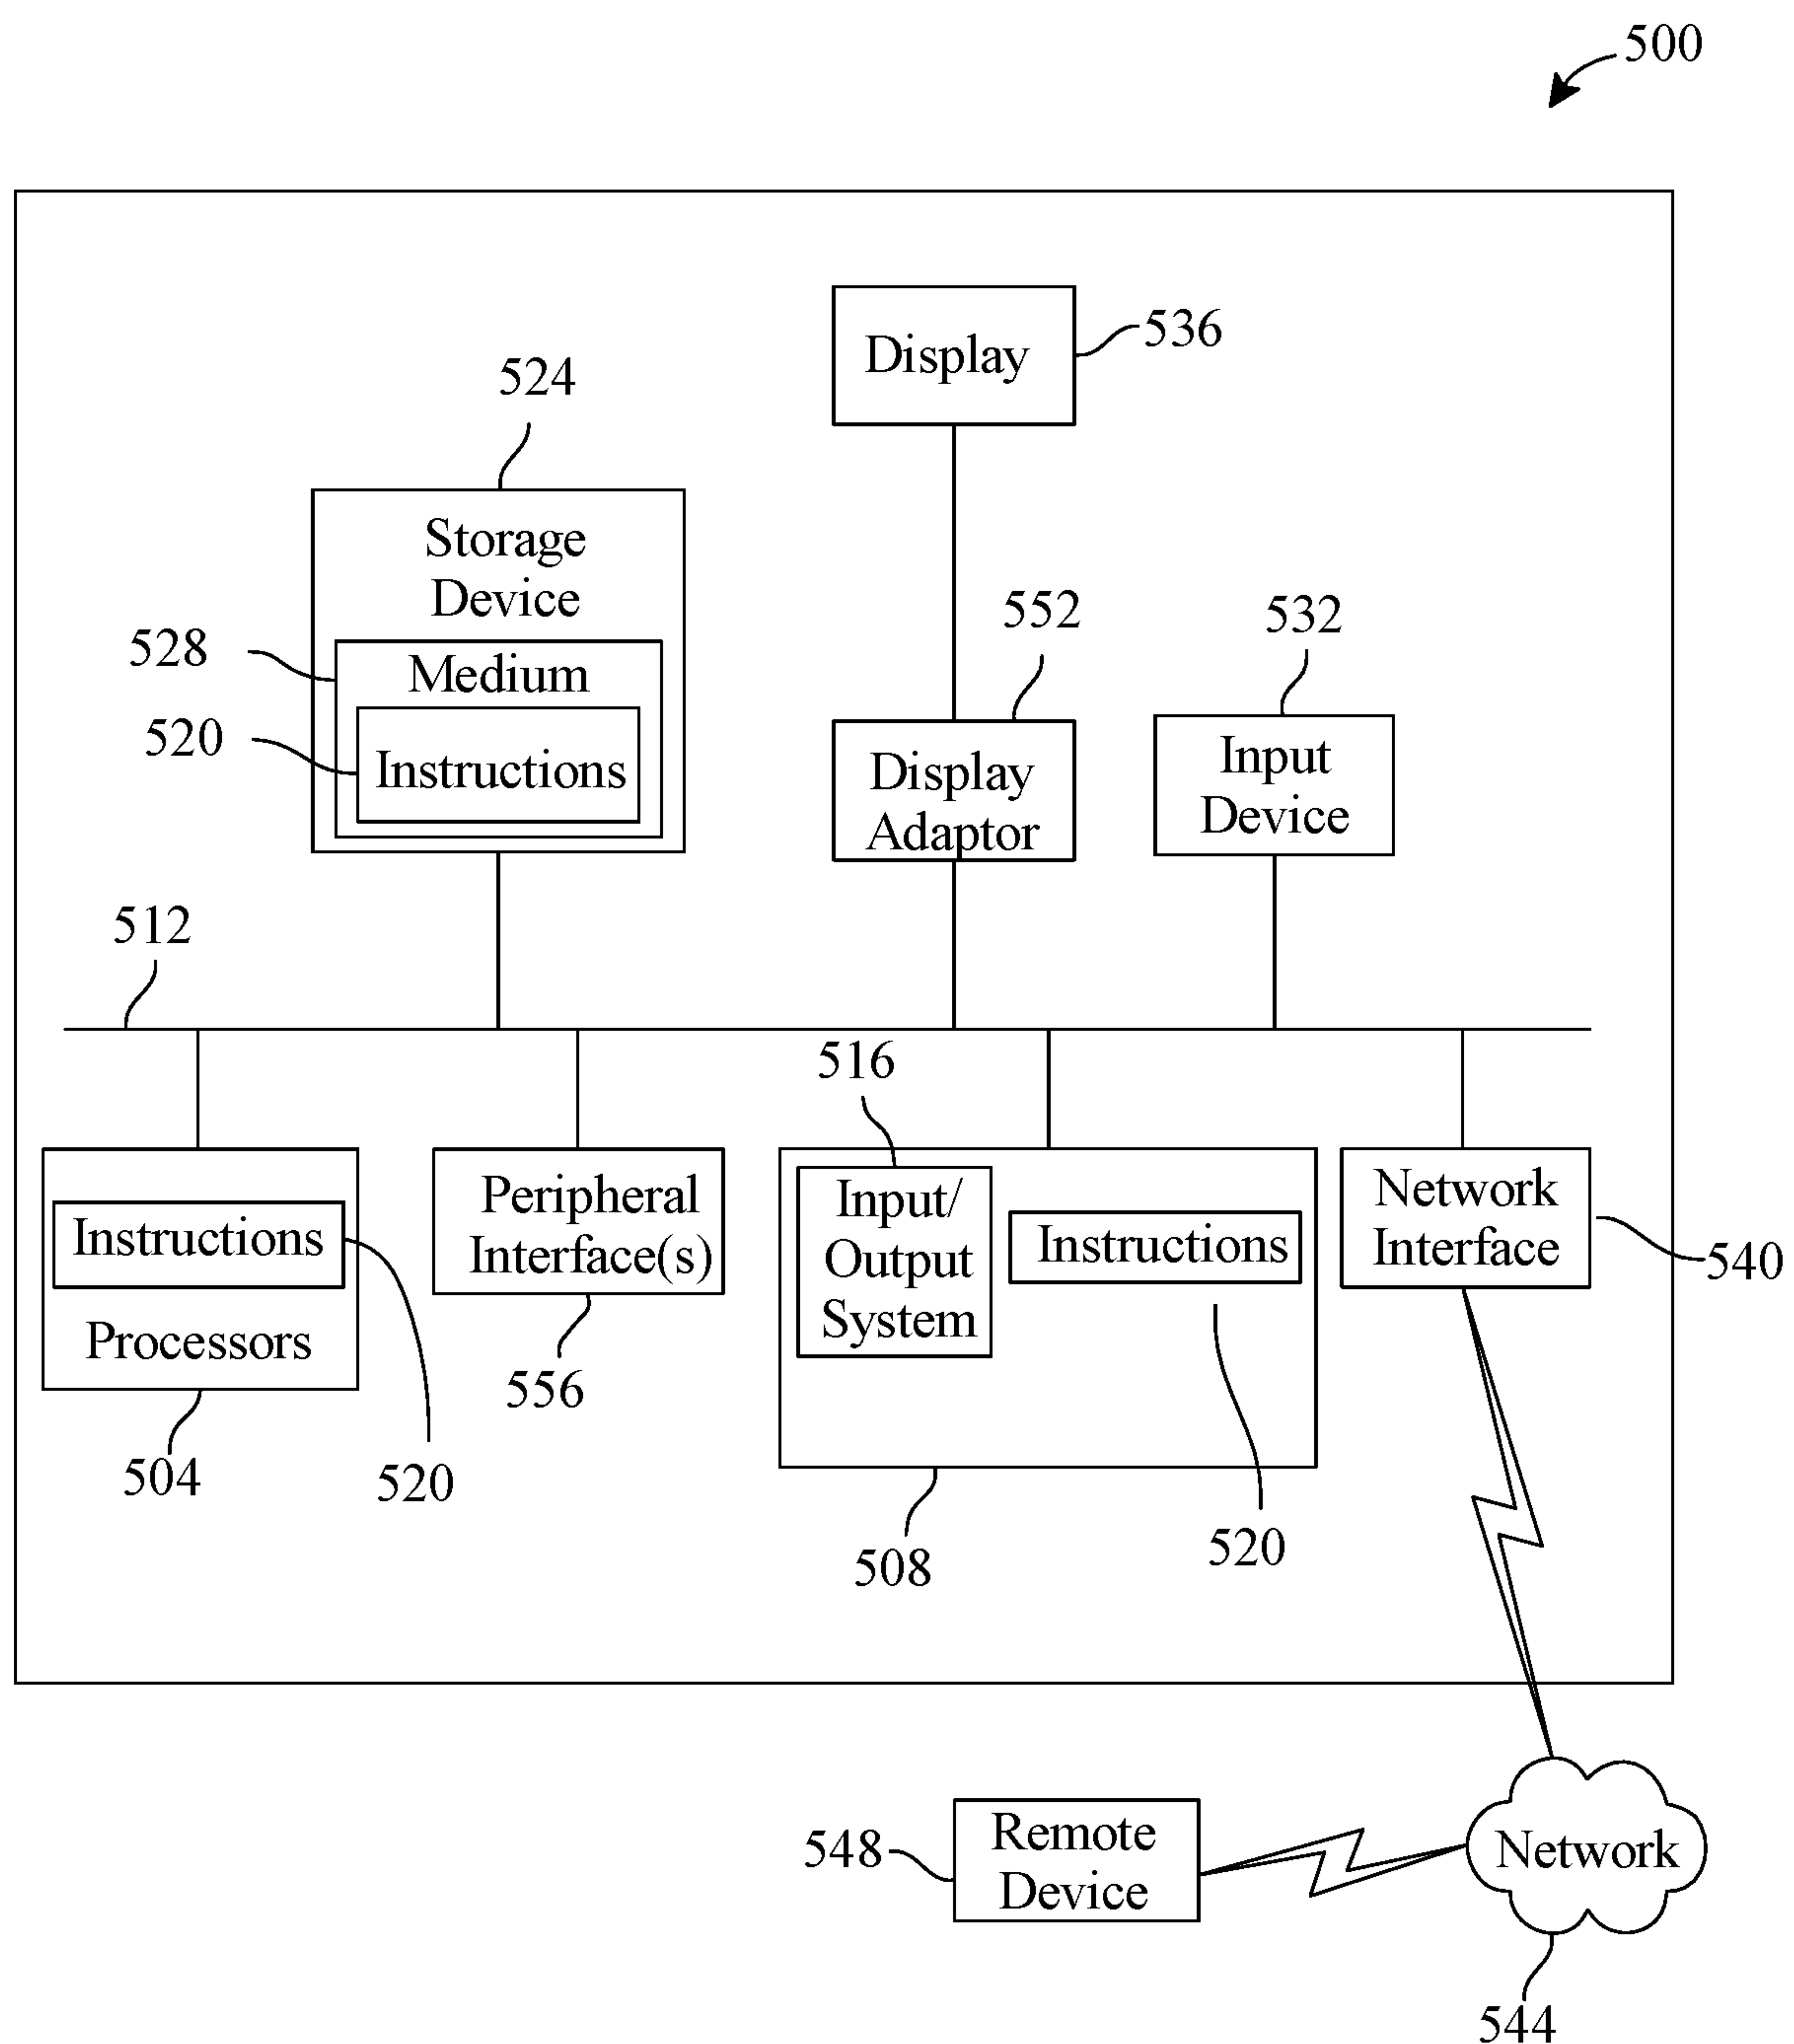 500
Display
536
524
Storage
Device
528
Medium
520
Instructions
552
Display
Adaptor
532
Input
Device
512
516
Instructions
Processors
504
520
Peripheral
Interface(s)
556
Input/
Output
System
Instructions
508
520
Network
Interface
540
548
Remote
Device
Network
544